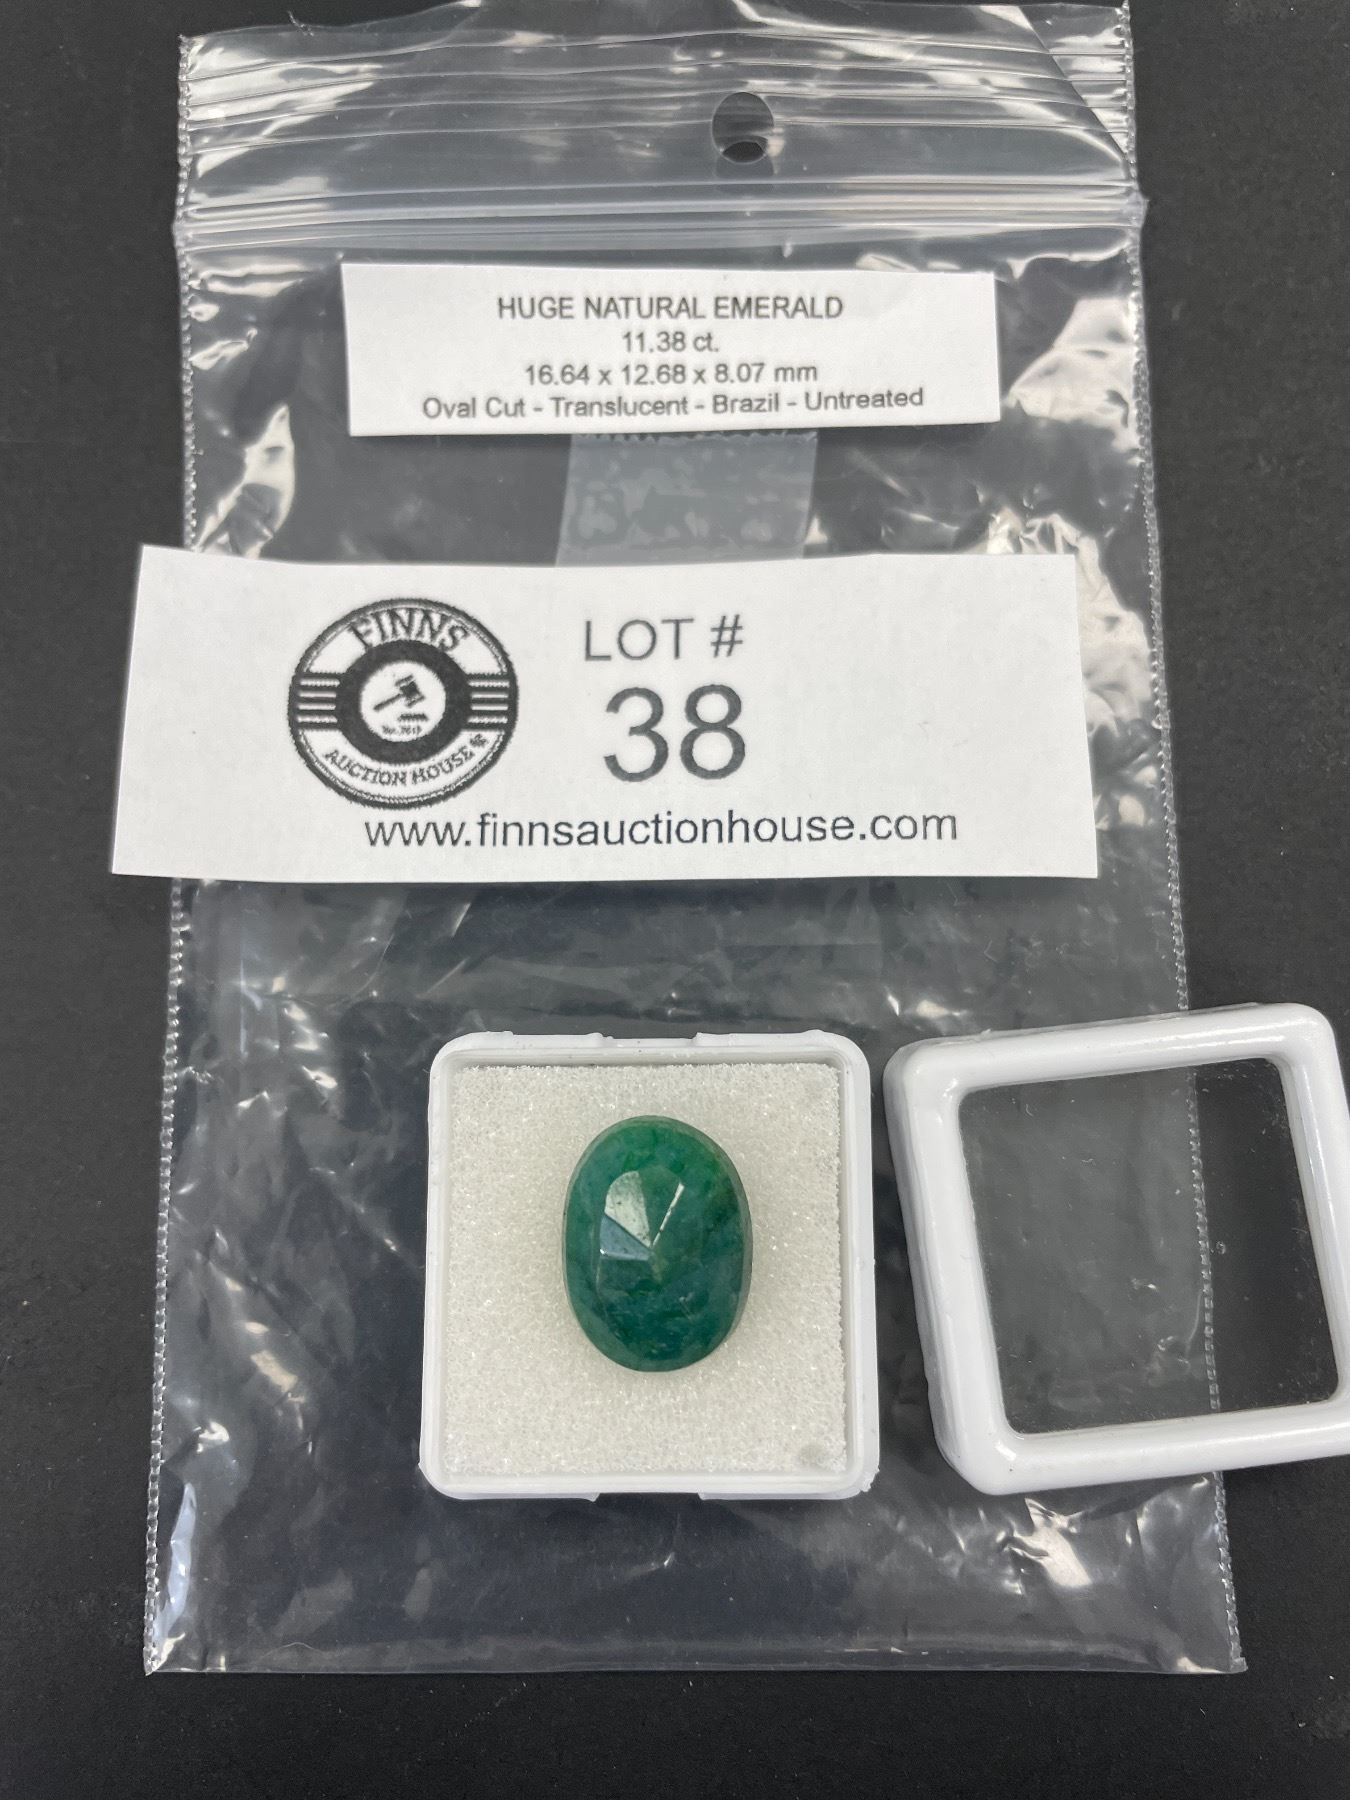 HUGE NATURAL EMERALD
11.38 ct.
16.64 x 12.68 x 8.07 mm
Oval Cut - Translucent - Brazil - Untreated
FINNS
AUCTION HOUSE
LOT #
38
www.finnsauctionhouse.com